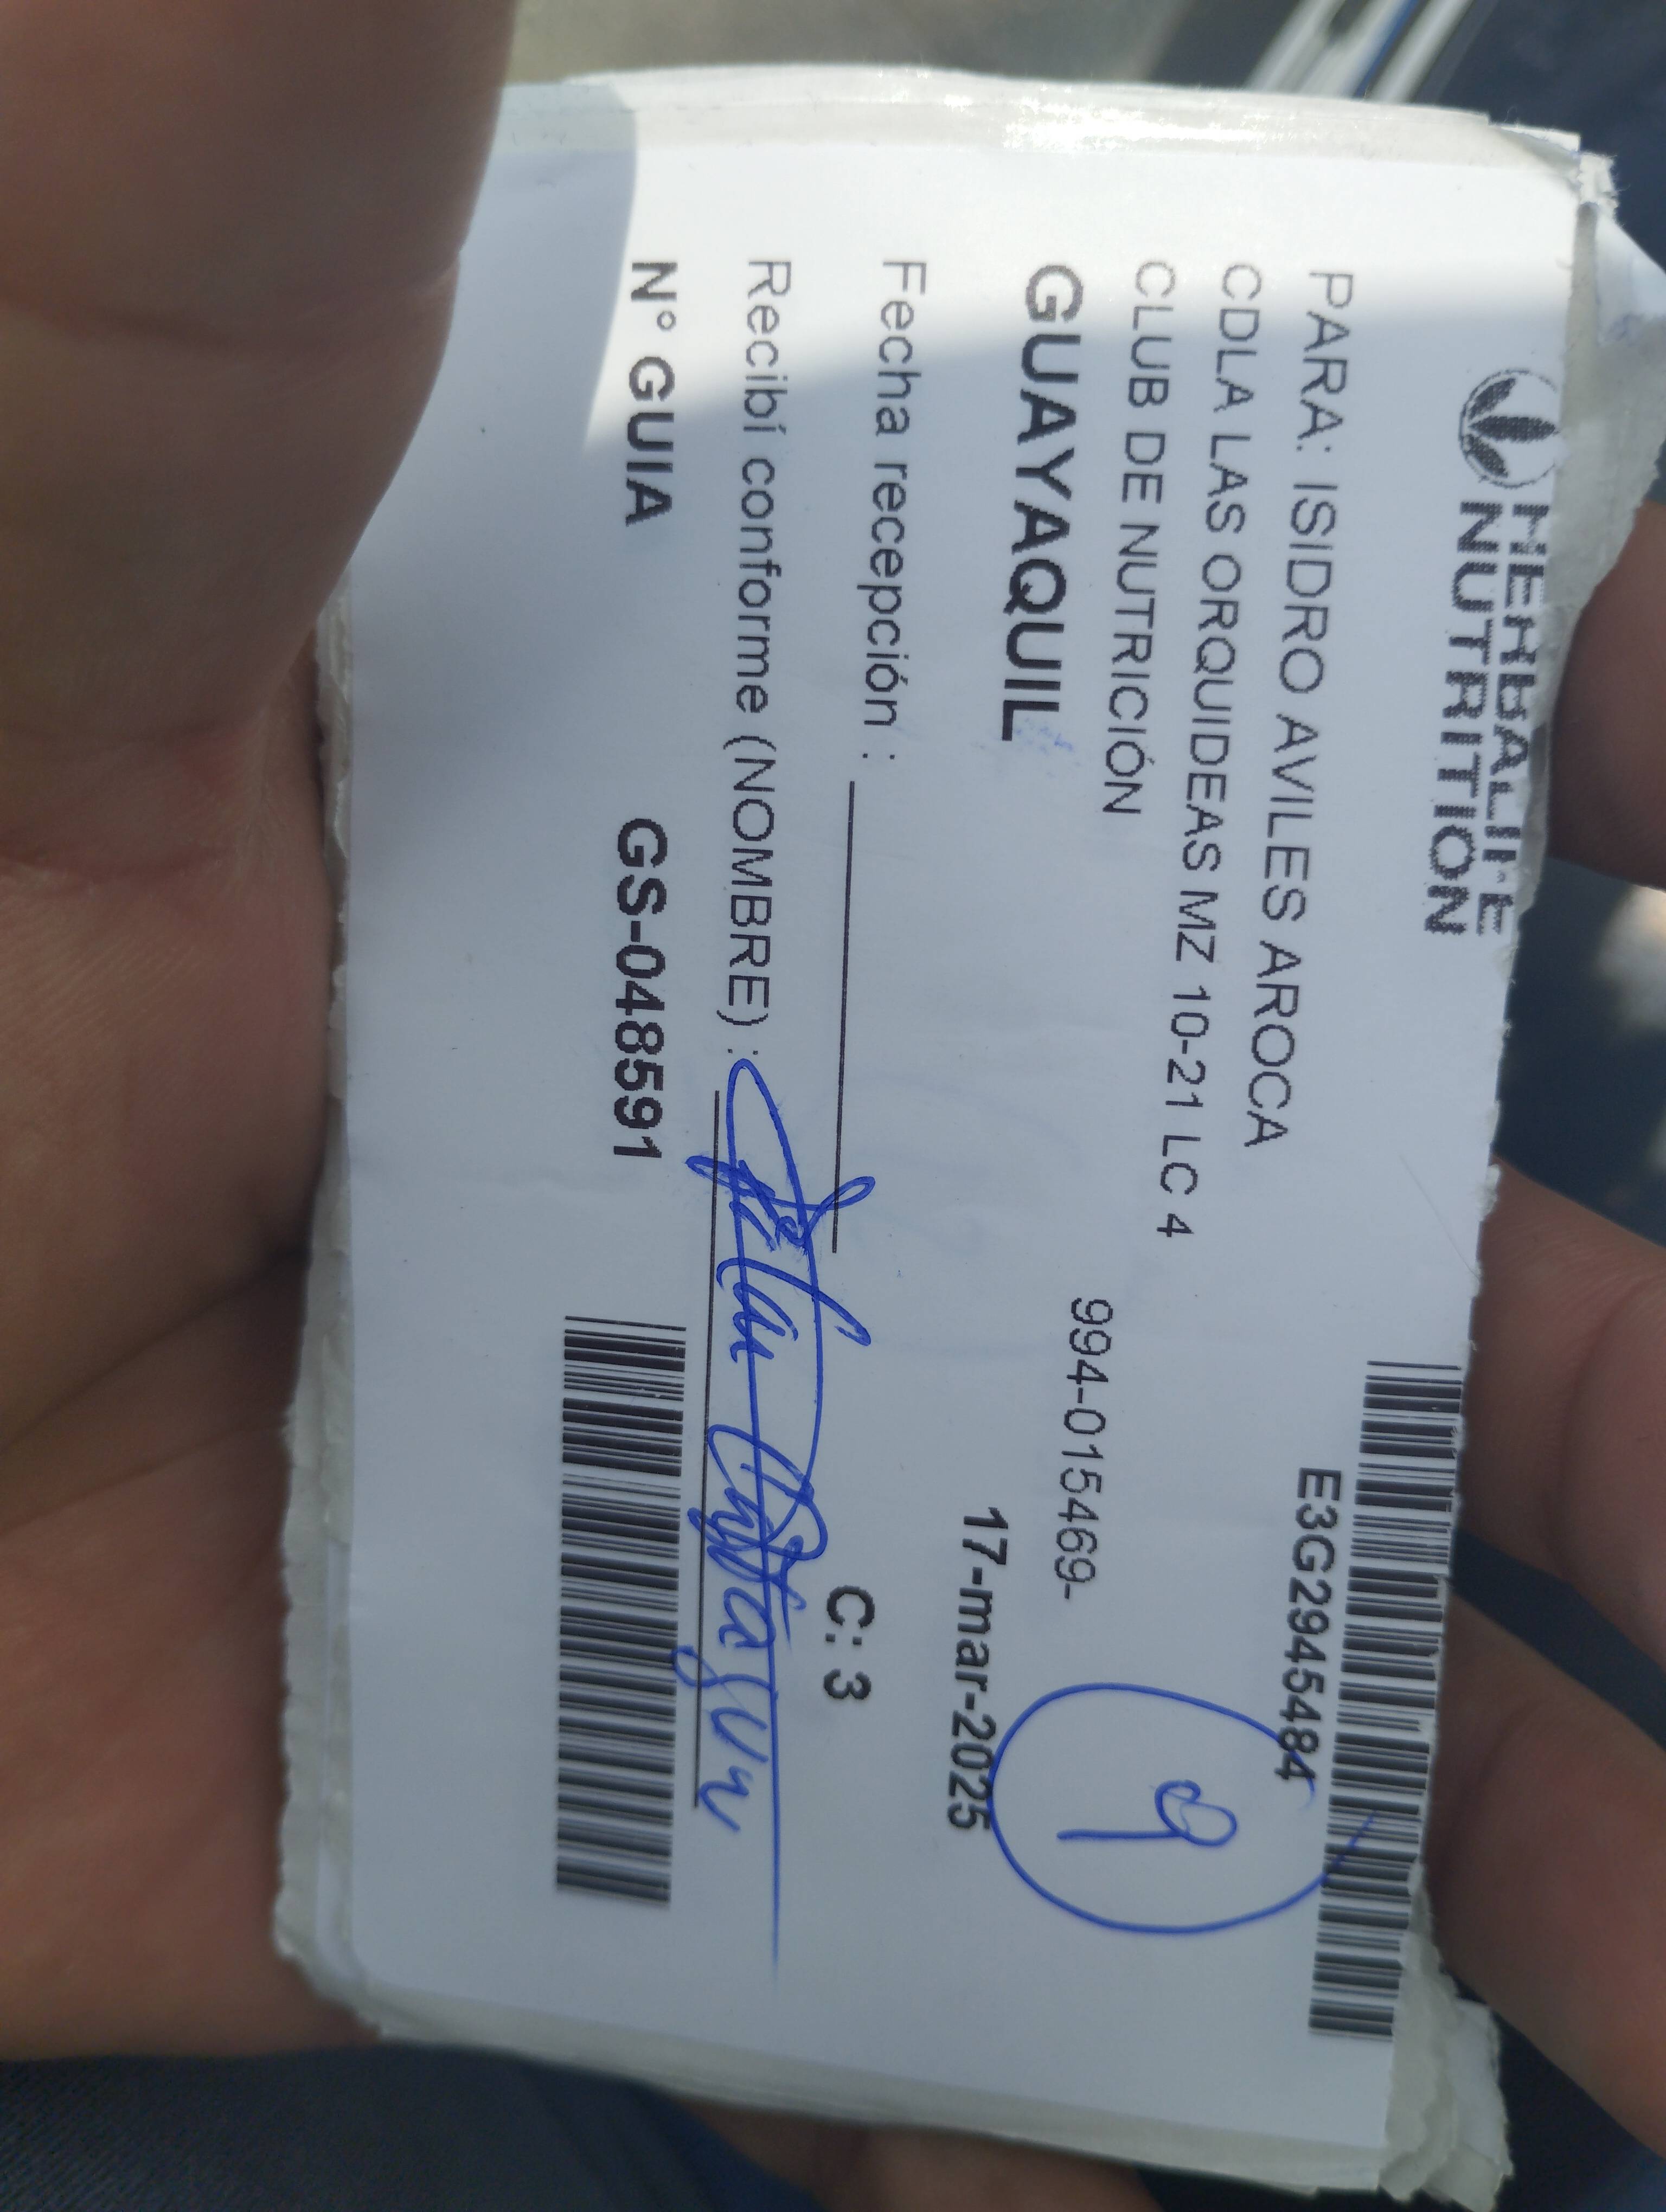 HERBALIFE
NUTRITION
E3G2945484
PARA: ISIDRO AVILES AROCA
CDLA LAS ORQUIDEAS MZ 10-21 LC 4
CLUB DE NUTRICIÓN
994-015469-
9
GUAYAQUIL
17-mar-2025
Fecha recepción :
C: 3
Recibí conforme (NOMBRE) :
N° GUIA GS-048591